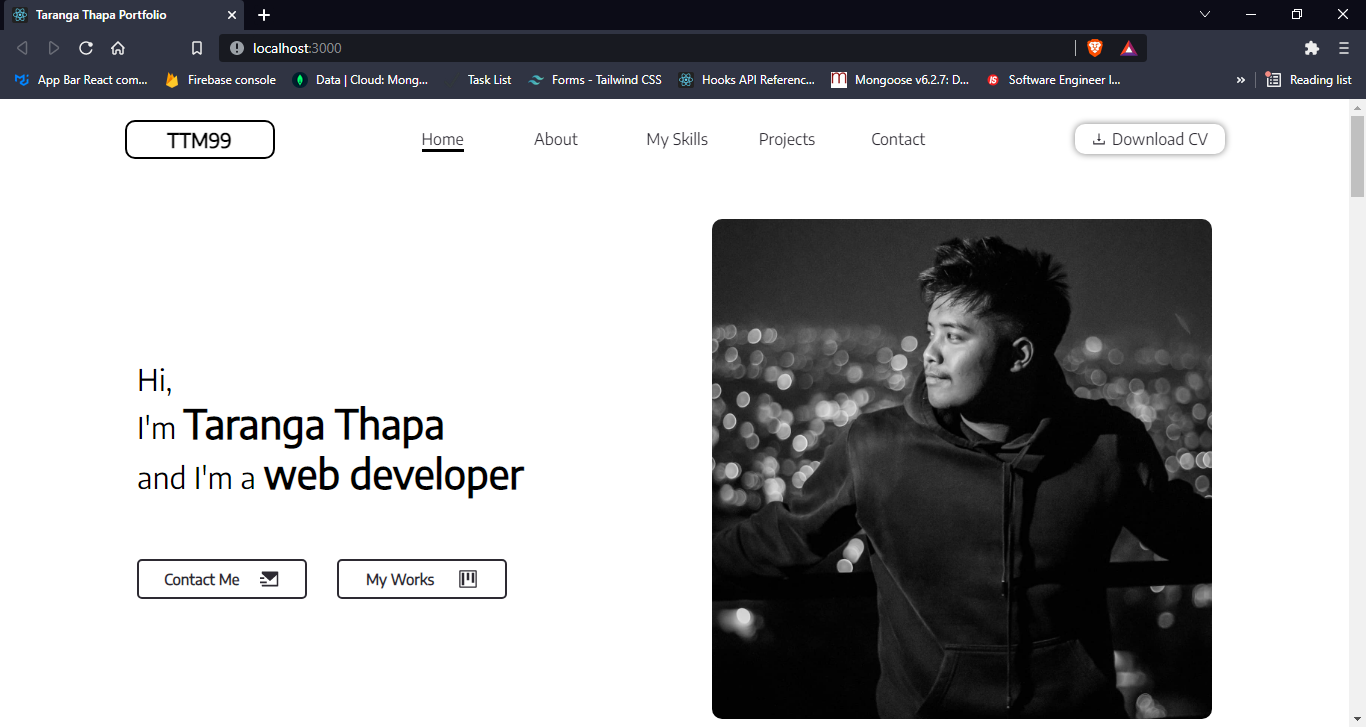 Taranga Thapa Portfolio
localhost:3000
App Bar React com...
Firebase console
Data | Cloud: Mong...
Task List
Forms - Tailwind CSS
Hooks API Referenc...
Mongoose v6.2.7: D...
Software Engineer I...
Reading list
TTM99
Home
About
My Skills
Projects
Contact
Download CV
Hi,
I'm Taranga Thapa
and I'm a web developer
Contact Me
My Works